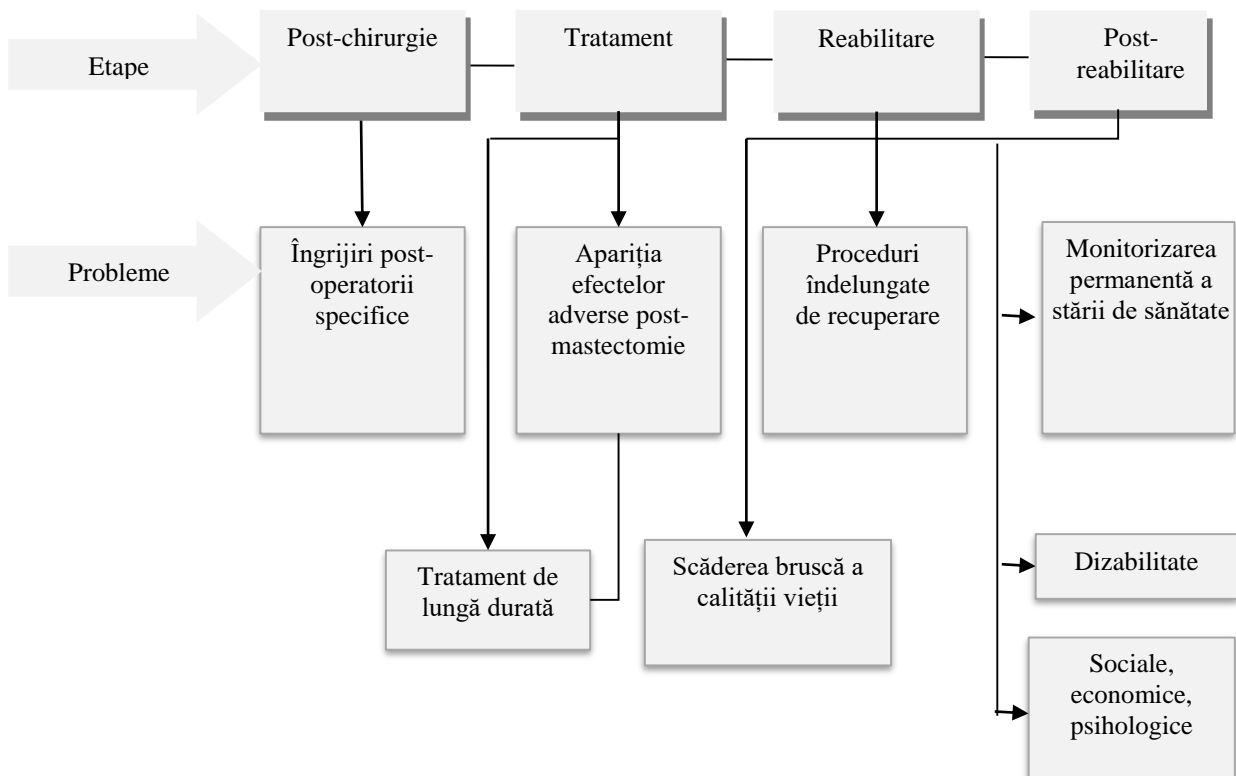 Etape
Post-chirurgie
Tratament
Reabilitare
Post-
reabilitare
Probleme
Îngrijiri post-
operatorii
specifice
Apariția
efectelor
adverse post-
mastectomie
Proceduri
îndelungate
de recuperare
Monitorizarea
permanentă a
stării de sănătate
Tratament de
lungă durată
Scăderea bruscă a
calității vieții
Dizabilitate
Sociale,
economice,
psihologice